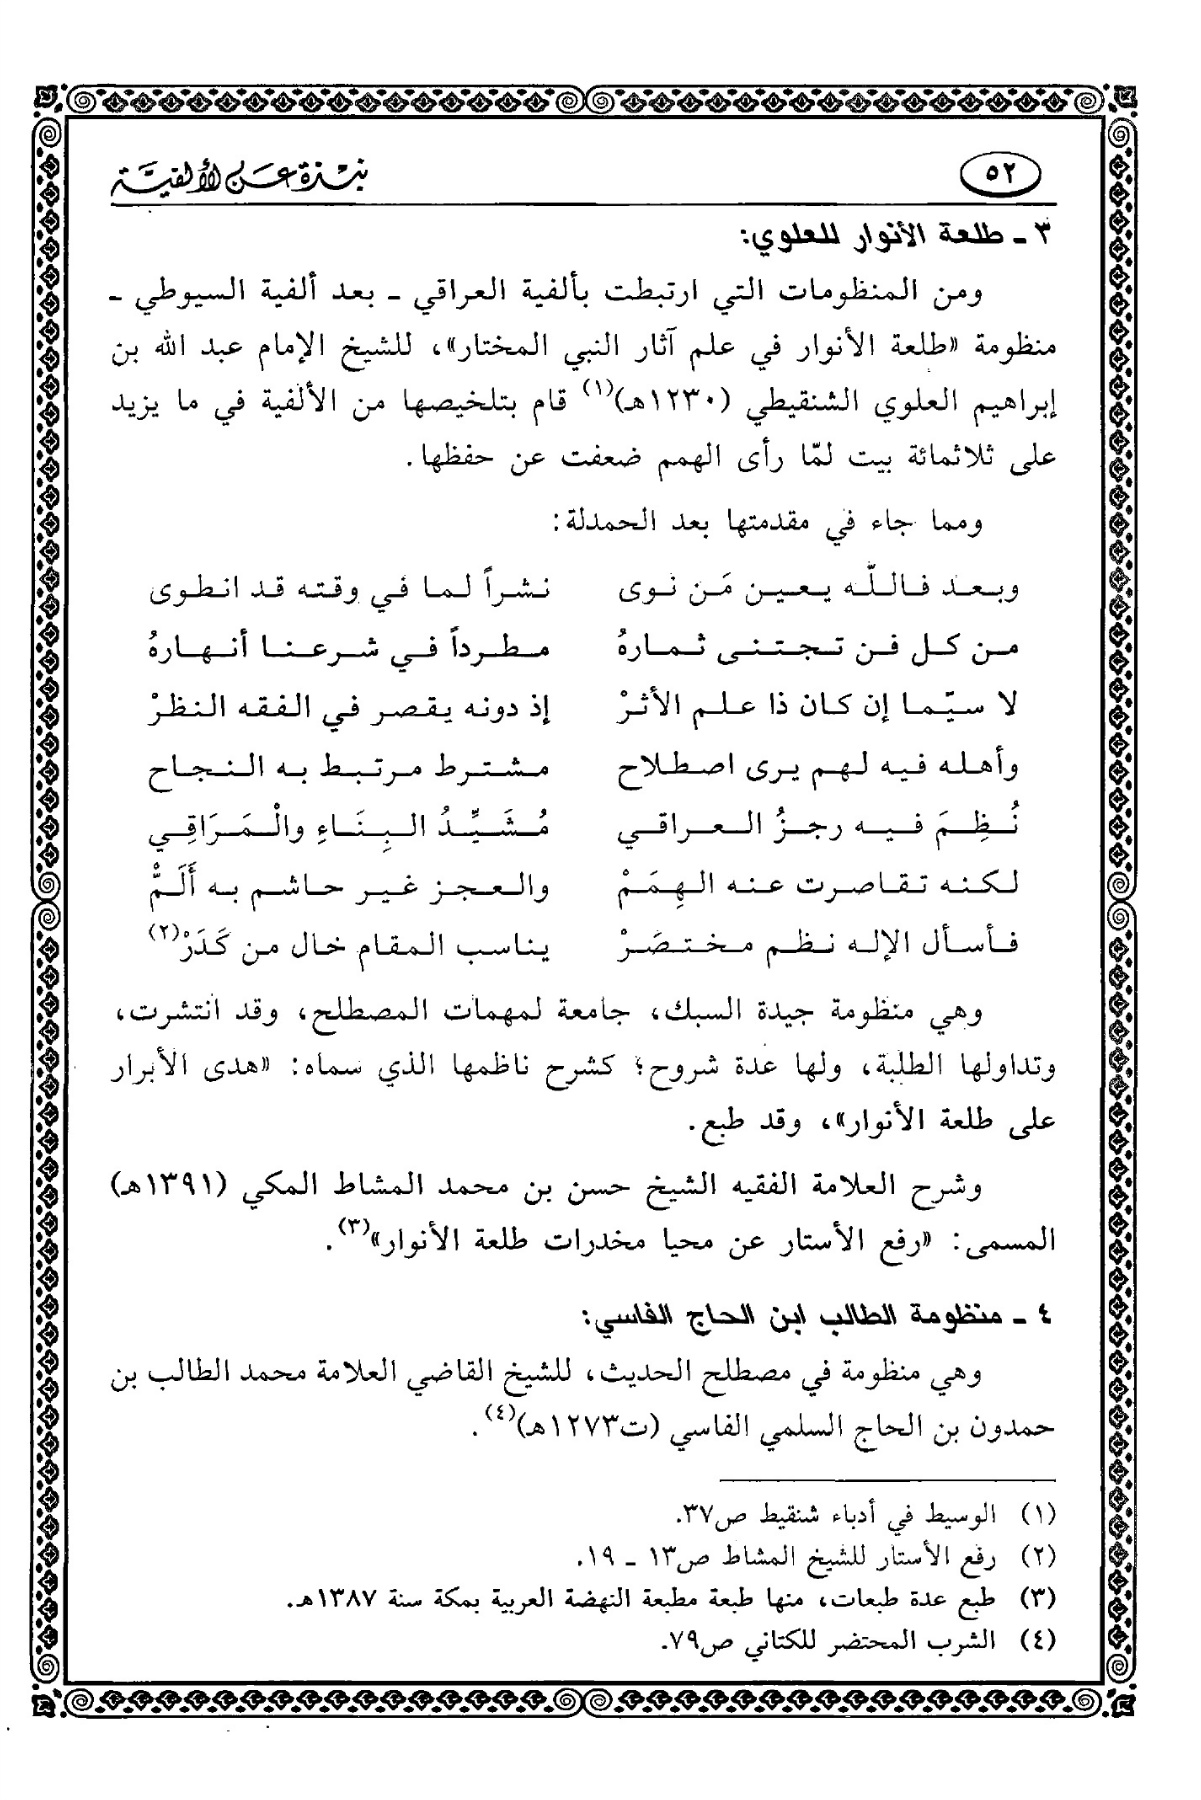 ٥٢
نبذة عن الألفية
٣ ـ طلعة الأنوار للعلوي:
ومن المنظومات التي ارتبطت بألفية العراقي ـ بعد ألفية السيوطي ـ
منظومة «طلعة الأنوار في علم آثار النبي المختار»، للشيخ الإمام عبد الله بن
إبراهيم العلوي الشنقيطي (١٢٣٠هـ)(١) قام بتلخيصها من الألفية في ما يزيد
على ثلاثمائة بيت لمّا رأى الهمم ضعفت عن حفظها.
ومما جاء في مقدمتها بعد الحمدلة:
وبعد فاللّه يعين مَن نوى نشراً لما في وقته قد انطوى
من كل فن تجتنى ثمارهُ مطرداً في شرعنا أنهارهُ
لا سيّما إن كان ذا علم الأثرْ إذ دونه يقصر في الفقه النظرْ
وأهله فيه لهم يرى اصطلاح مشترط مرتبط به النجاح
نُظِمَ فيه رجزُ العراقي مُشَيِّدُ البِنَاءِ والْمَرَاقِي
لكنه تقاصرت عنه الهِمَمْ والعجز غير حاشم به أَلَمْ
فأسأل الإله نظم مختصَرْ يناسب المقام خال من كَدَرْ(٢)
وهي منظومة جيدة السبك، جامعة لمهمات المصطلح، وقد انتشرت،
وتداولها الطلبة، ولها عدة شروح؛ كشرح ناظمها الذي سماه: «هدى الأبرار
على طلعة الأنوار»، وقد طبع.
وشرح العلامة الفقيه الشيخ حسن بن محمد المشاط المكي (١٣٩١هـ)
المسمى: «رفع الأستار عن محيا مخدرات طلعة الأنوار»(٣).
٤ ـ منظومة الطالب ابن الحاج الفاسي:
وهي منظومة في مصطلح الحديث، للشيخ القاضي العلامة محمد الطالب بن
حمدون بن الحاج السلمي الفاسي (ت١٢٧٣هـ)(٤).
(١) الوسيط في أدباء شنقيط ص٣٧.
(٢) رفع الأستار للشيخ المشاط ص١٣ ـ ١٩.
(٣) طبع عدة طبعات، منها طبعة مطبعة النهضة العربية بمكة سنة ١٣٨٧هـ.
(٤) الشرب المحتضر للكتاني ص٧٩.